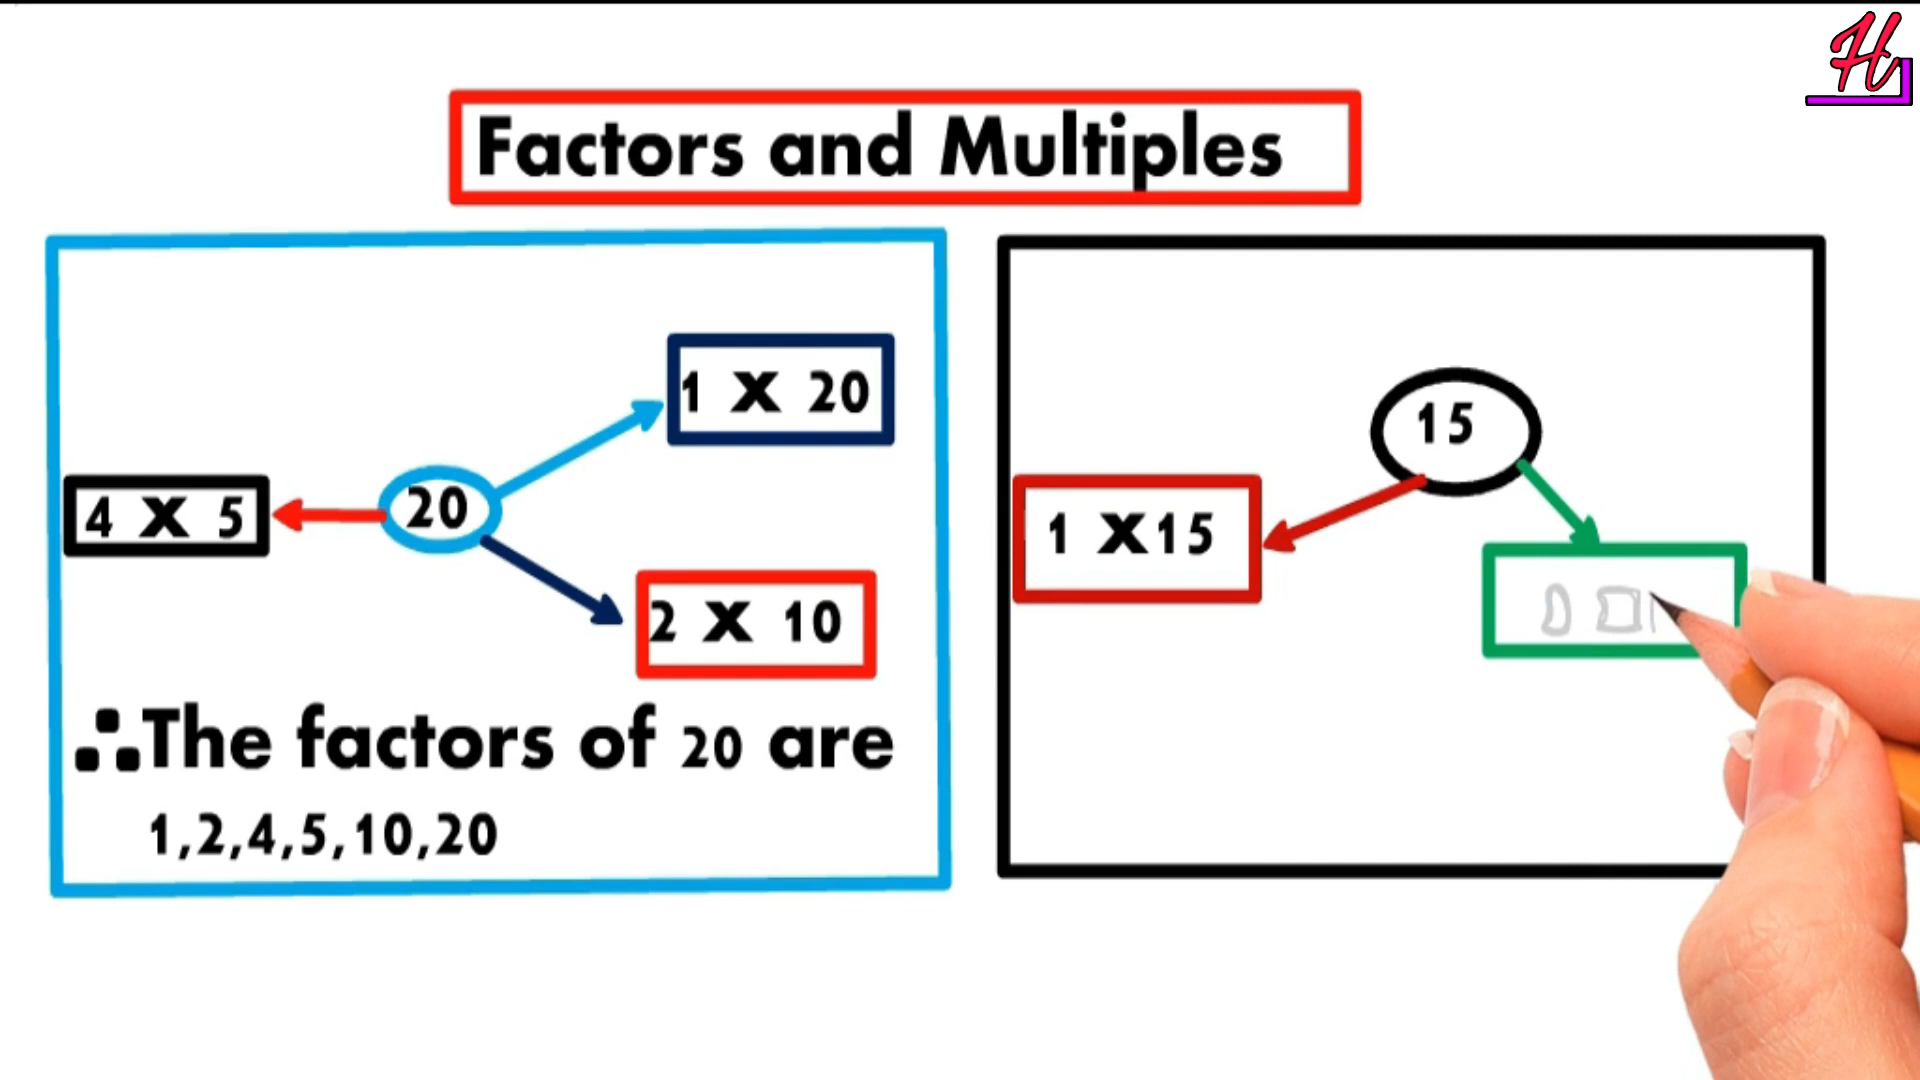 H
Factors and Multiples
1 X 20
4 X 5
20
2 X 10
∴The factors of 20 are
1,2,4,5,10,20
15
1 X15